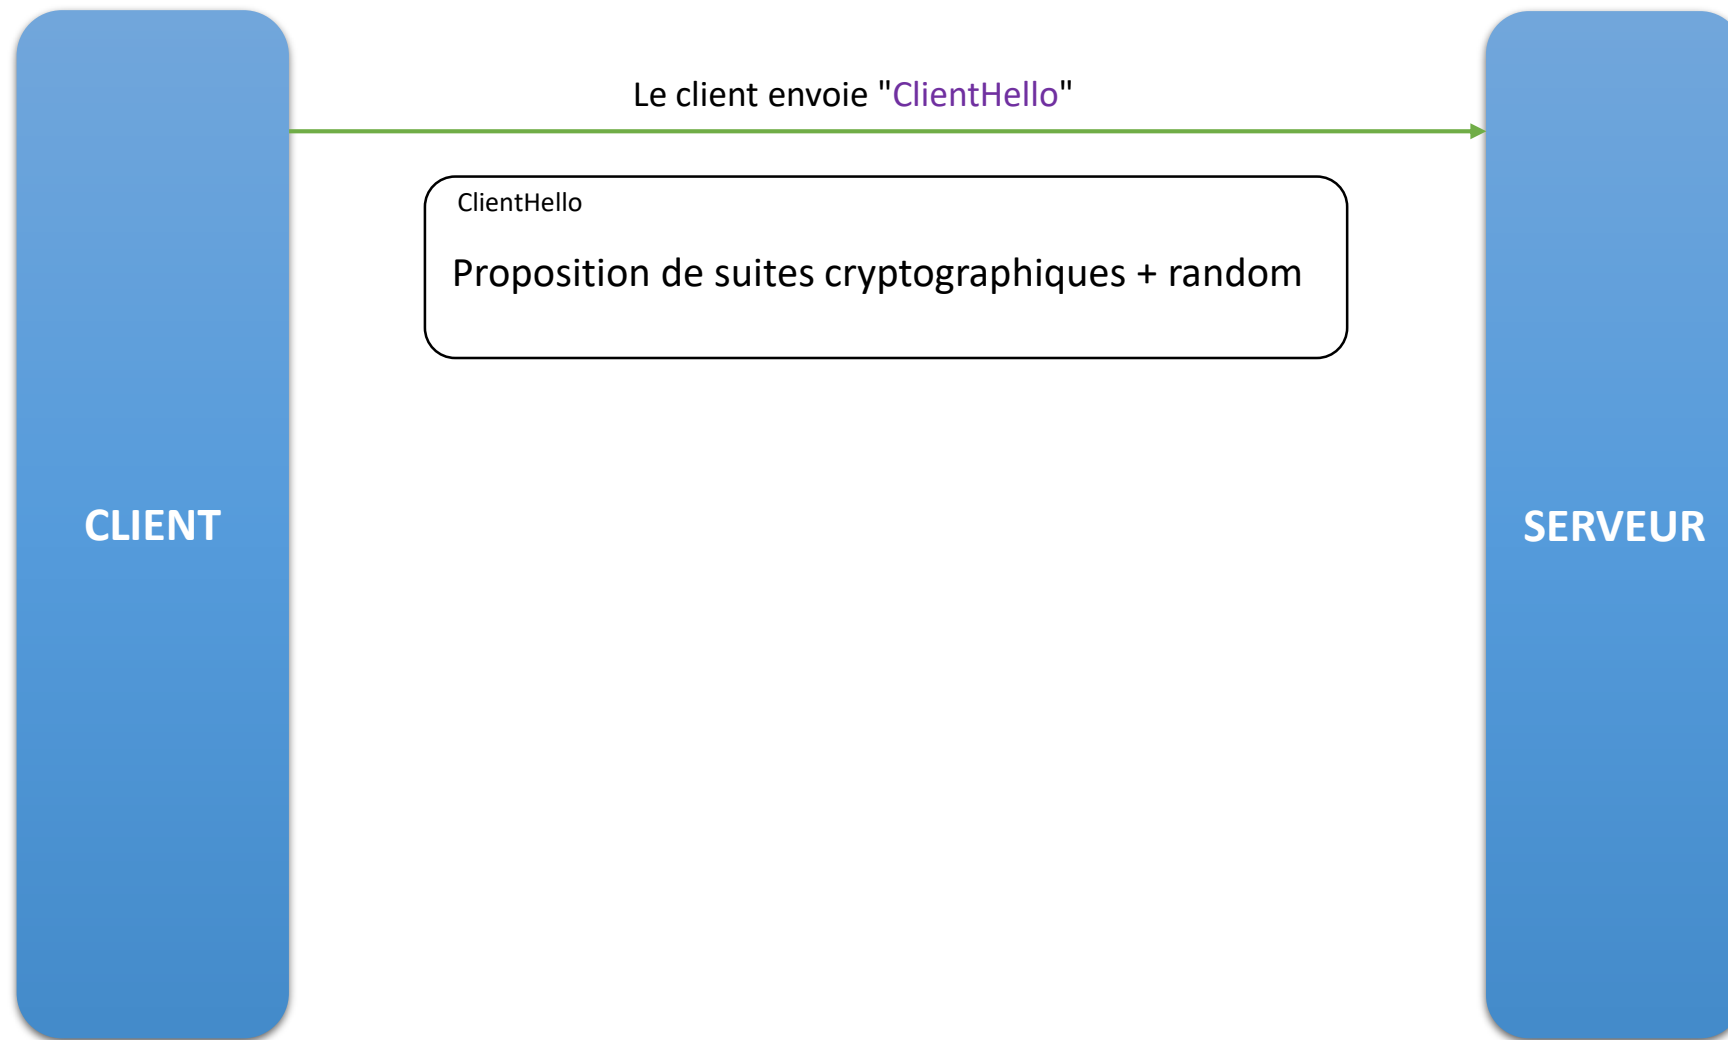 Le client envoie "ClientHello"
ClientHello
Proposition de suites cryptographiques + random
CLIENT
SERVEUR